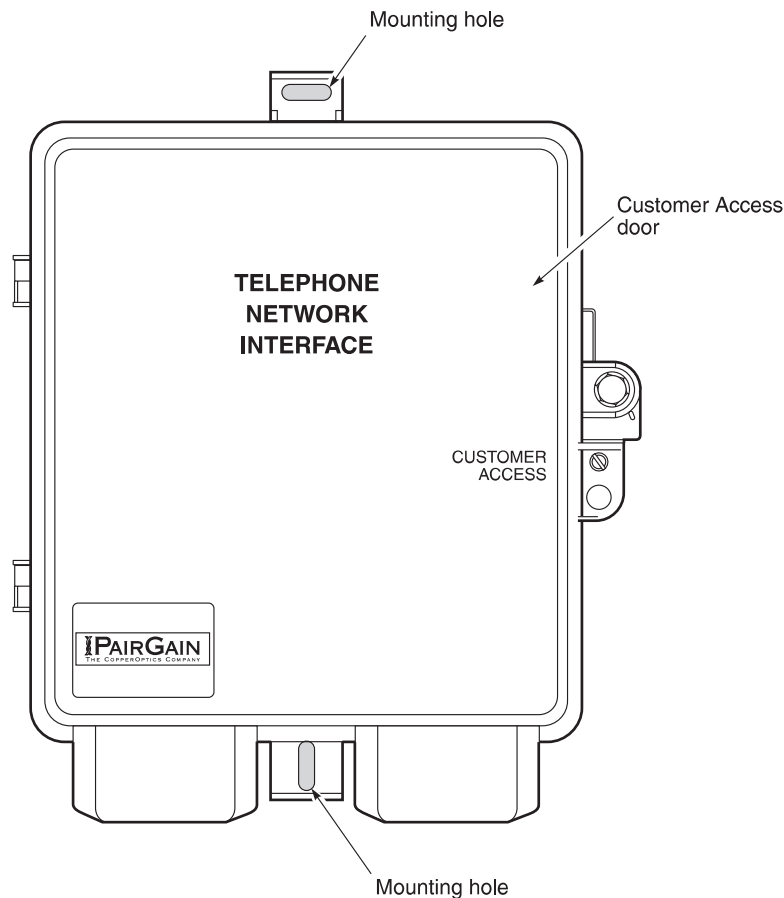 Mounting hole
Customer Access
door
TELEPHONE
NETWORK
INTERFACE
CUSTOMER
ACCESS
PAIRGAIN
THE COPPEROPTICS COMPANY
Mounting hole